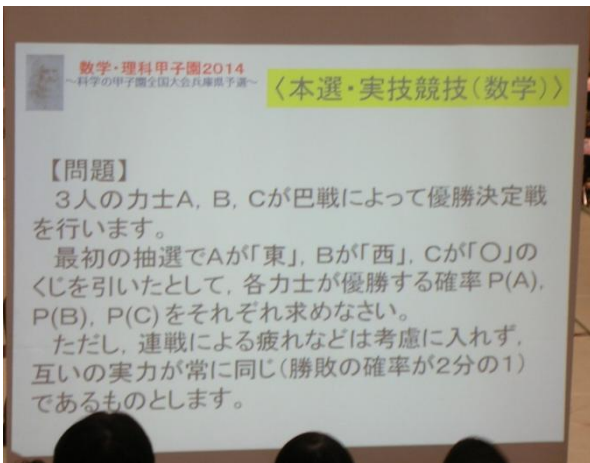 数学・理科甲子園2014
～科学の甲子園全国大会兵庫県予選～
〈本選・実技競技(数学)〉
【問題】
3人の力士A, B, Cが巴戦によって優勝決定戦
を行います。
最初の抽選でAが「東」, Bが「西」, Cが「○」の
くじを引いたとして, 各力士が優勝する確率 P(A),
P(B), P(C) をそれぞれ求めなさい。
ただし, 連戦による疲れなどは考慮に入れず,
互いの実力が常に同じ(勝敗の確率が2分の1)
であるものとします。